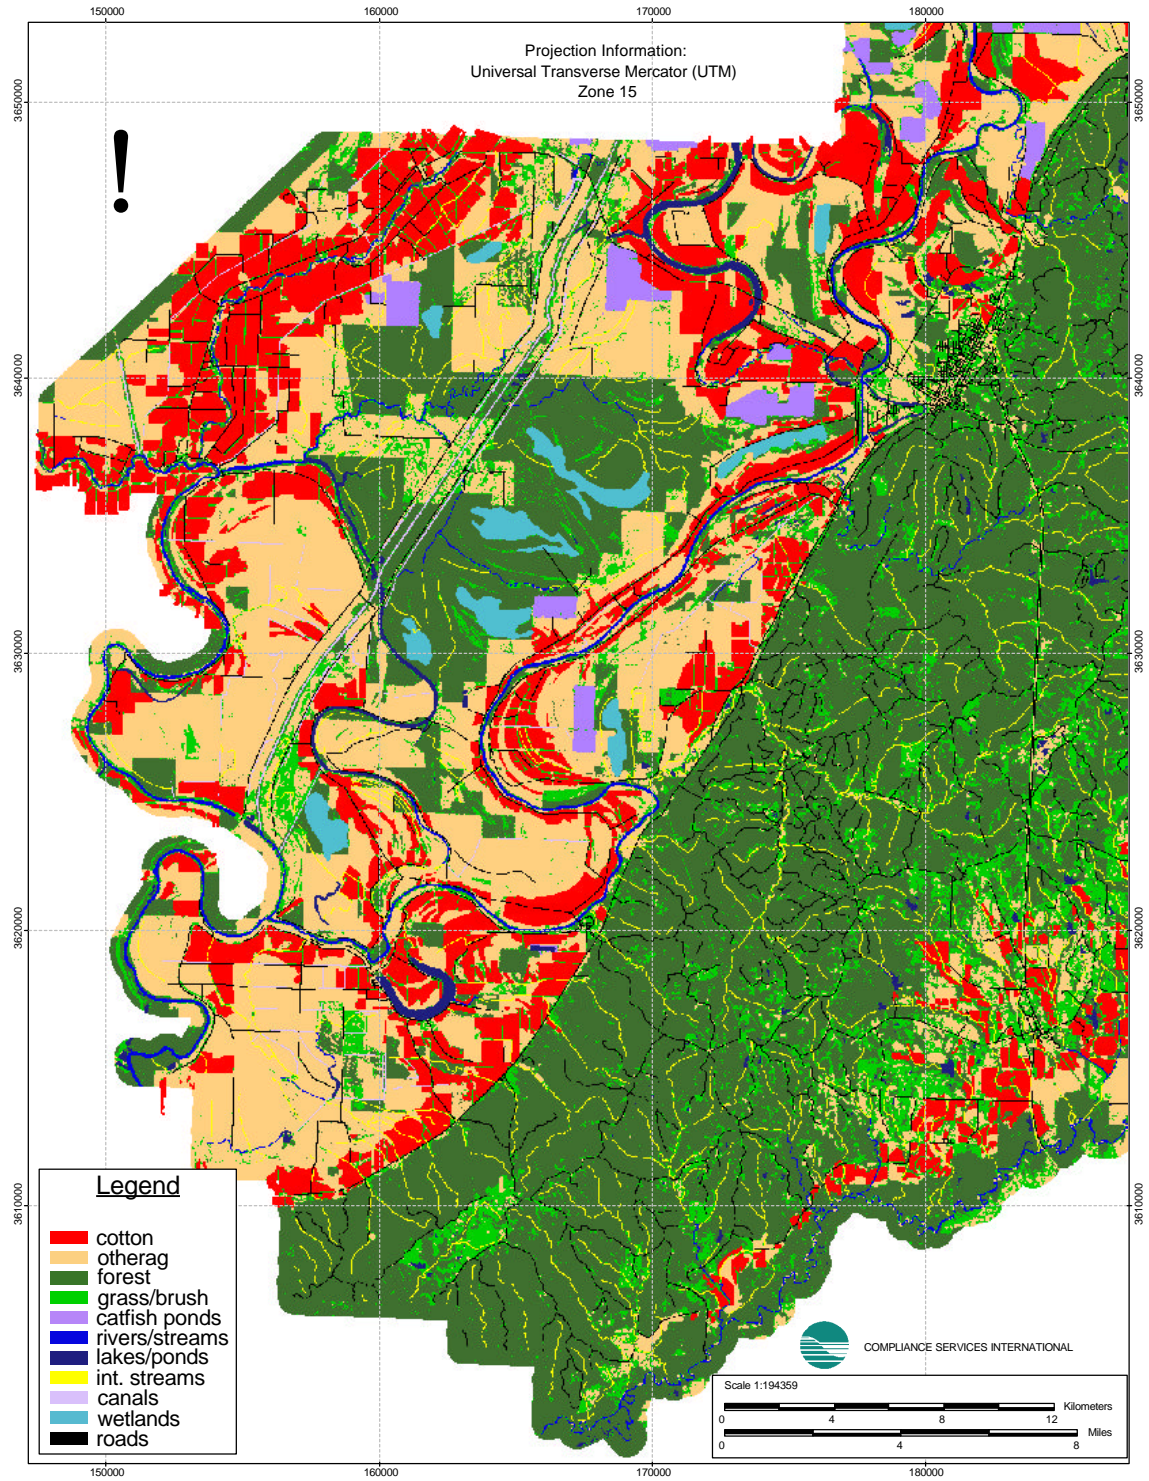 150000
160000
170000
180000
Projection Information:
Universal Transverse Mercator (UTM)
Zone 15
3650000
3650000
!
3640000
3640000
3630000
3630000
3620000
3620000
3610000
3610000
Legend
cotton
otherag
forest
grass/brush
catfish ponds
rivers/streams
lakes/ponds
int. streams
canals
wetlands
roads
COMPLIANCE SERVICES INTERNATIONAL
Scale 1:194359
Kilometers
0 4 8 12
Miles
0 4 8
150000
160000
170000
180000